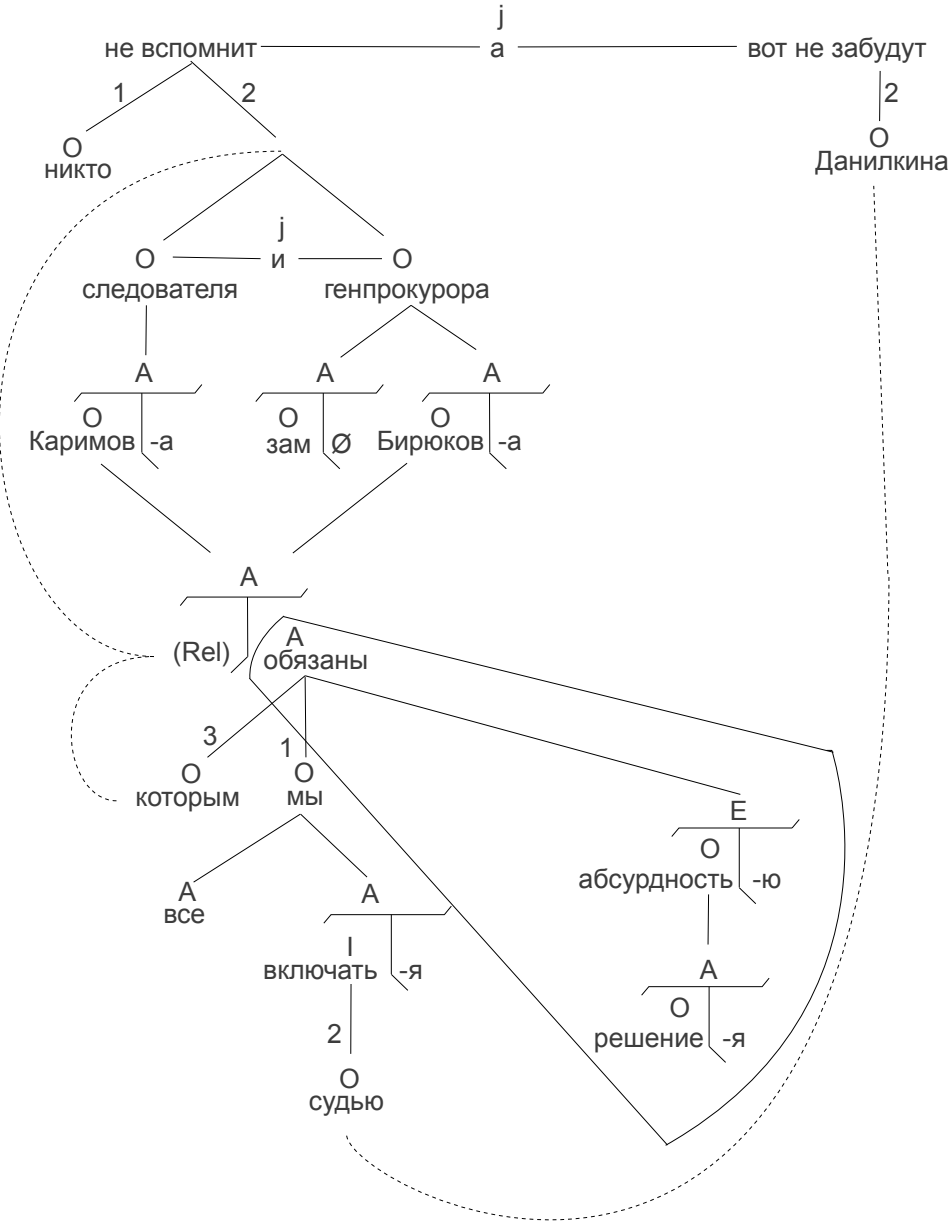 j
не вспомнит а вот не забудут
1 2 2
О О
никто Данилкина
j
О и О
следователя генпрокурора
А А А
О О О
Каримов -а зам Ø Бирюков -а
А
(Rel) А
обязаны
3 1
О О
которым мы
Е
О
абсурдность -ю
А А
все
I
включать -я
А
О
решение -я
2
О
судью